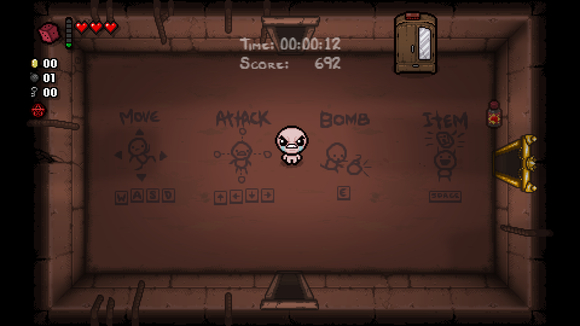 TIME: 00:00:12
SCORE: 692
00
01
00
MOVE ATTACK BOMB ITEM
W A S D ← ↑ ↓ → E SPACE